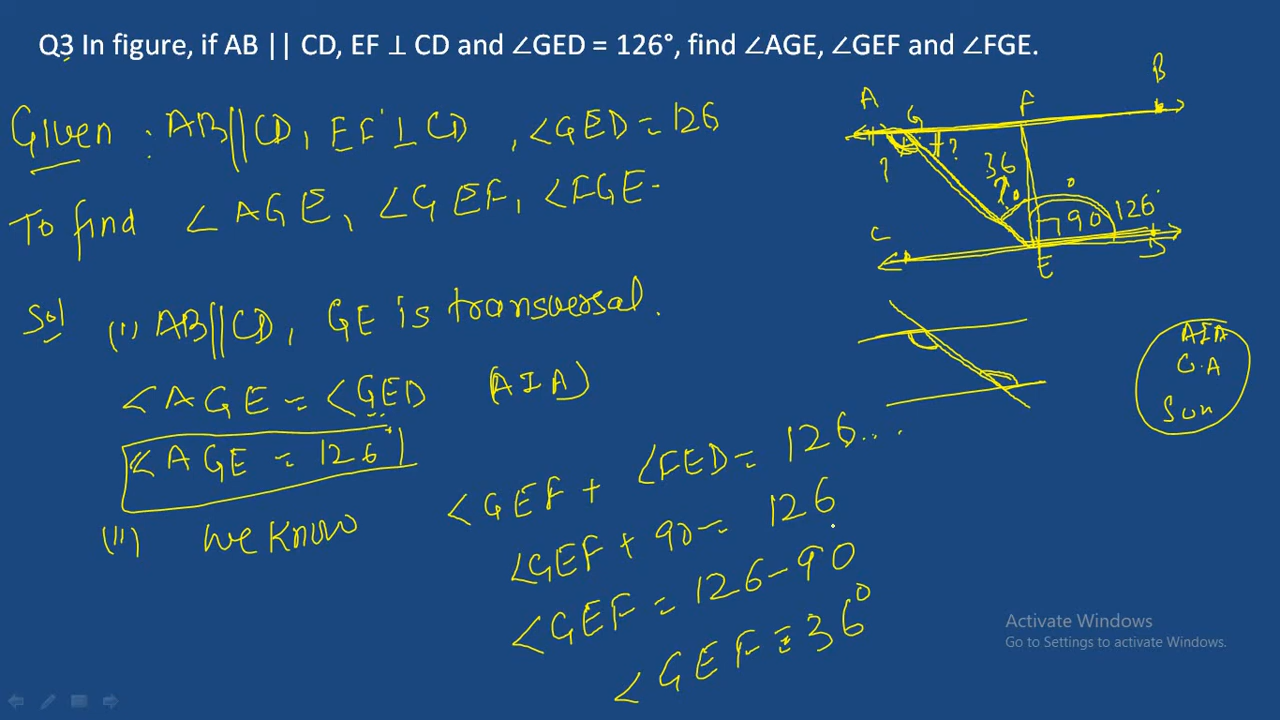 Q3 In figure, if AB || CD, EF ⊥ CD and ∠GED = 126°, find ∠AGE, ∠GEF and ∠FGE.
Given : AB||CD, EF ⊥ CD, ∠GED = 126
To find ∠AGE, ∠GEF, ∠FGE
Sol (i) AB||CD, GE is transversal.
∠AGE = ∠GED (AIA)
∠AGE = 126°
(ii) we know
∠GEF + ∠FED = 126...
∠GEF + 90 = 126
∠GEF = 126 - 90
∠GEF = 36°
A G F B
? ?
36
?
90 126°
C E D
AIA
C.A
Sum
Activate Windows
Go to Settings to activate Windows.